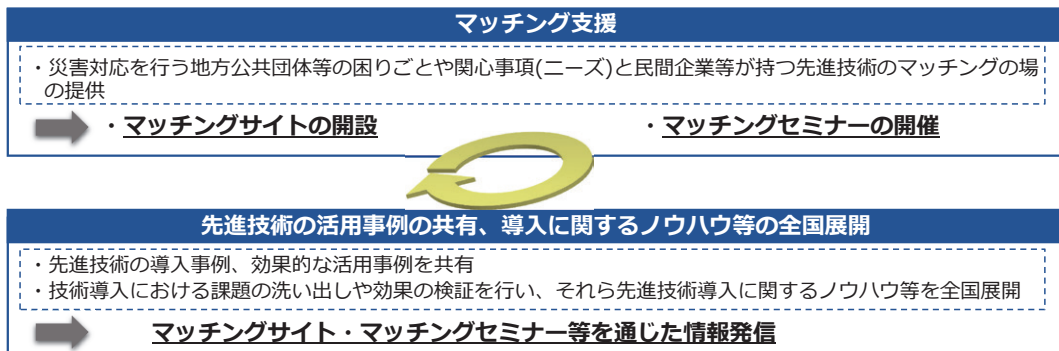 マッチング支援
・災害対応を行う地方公共団体等の困りごとや関心事項(ニーズ)と民間企業等が持つ先進技術のマッチングの場
の提供
・マッチングサイトの開設 ・マッチングセミナーの開催
先進技術の活用事例の共有、導入に関するノウハウ等の全国展開
・先進技術の導入事例、効果的な活用事例を共有
・技術導入における課題の洗い出しや効果の検証を行い、それら先進技術導入に関するノウハウ等を全国展開
マッチングサイト・マッチングセミナー等を通じた情報発信